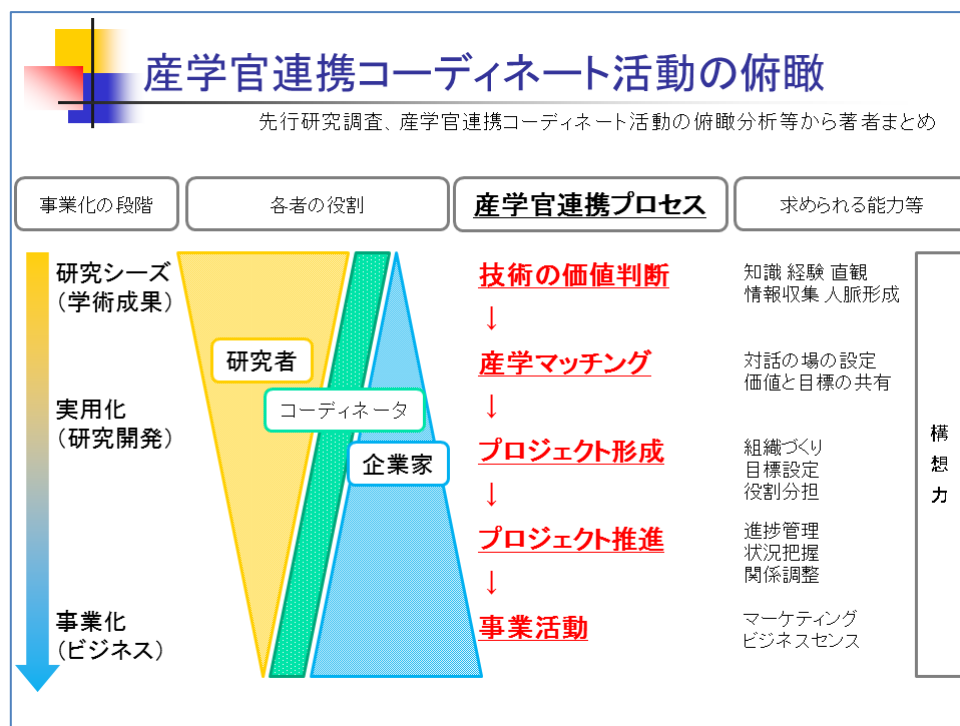 産学官連携コーディネート活動の俯瞰
先行研究調査、産学官連携コーディネート活動の俯瞰分析等から著者まとめ
事業化の段階
各者の役割
産学官連携プロセス
求められる能力等
研究シーズ
(学術成果)
実用化
(研究開発)
事業化
(ビジネス)
研究者
コーディネータ
企業家
技術の価値判断
↓
産学マッチング
↓
プロジェクト形成
↓
プロジェクト推進
↓
事業活動
知識 経験 直観
情報収集 人脈形成
対話の場の設定
価値と目標の共有
組織づくり
目標設定
役割分担
進捗管理
状況把握
関係調整
マーケティング
ビジネスセンス
構
想
力